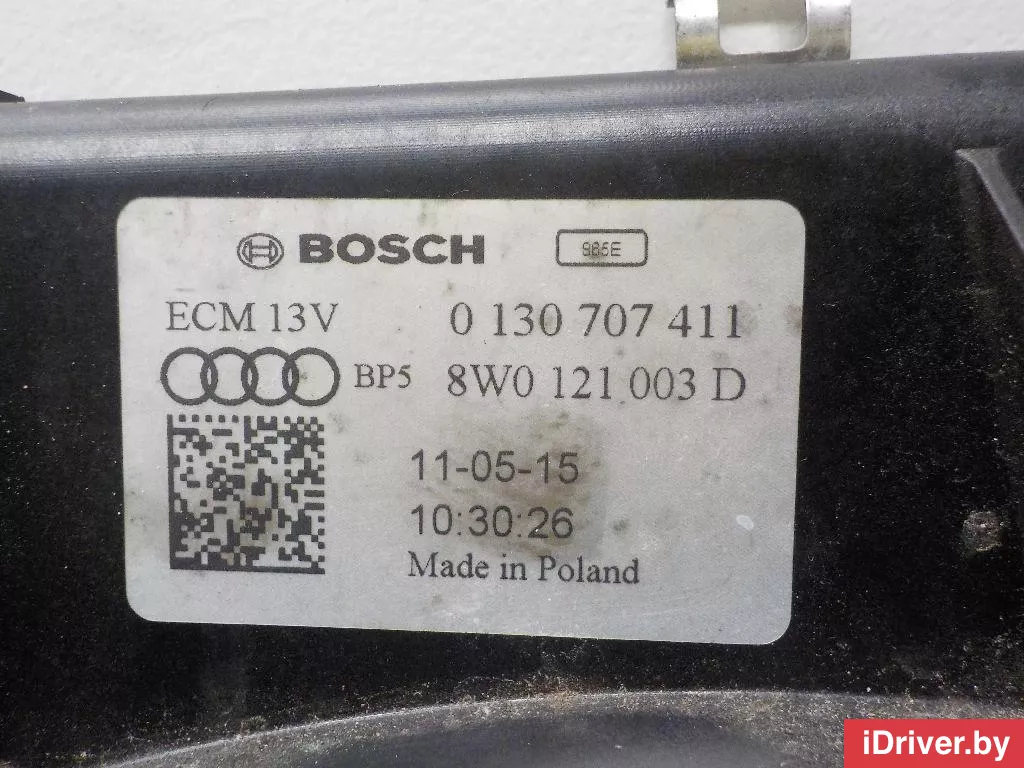 BOSCH 965E
ECM 13V 0 130 707 411
BP5 8W0 121 003 D
11-05-15
10:30:26
Made in Poland
iDriver.by